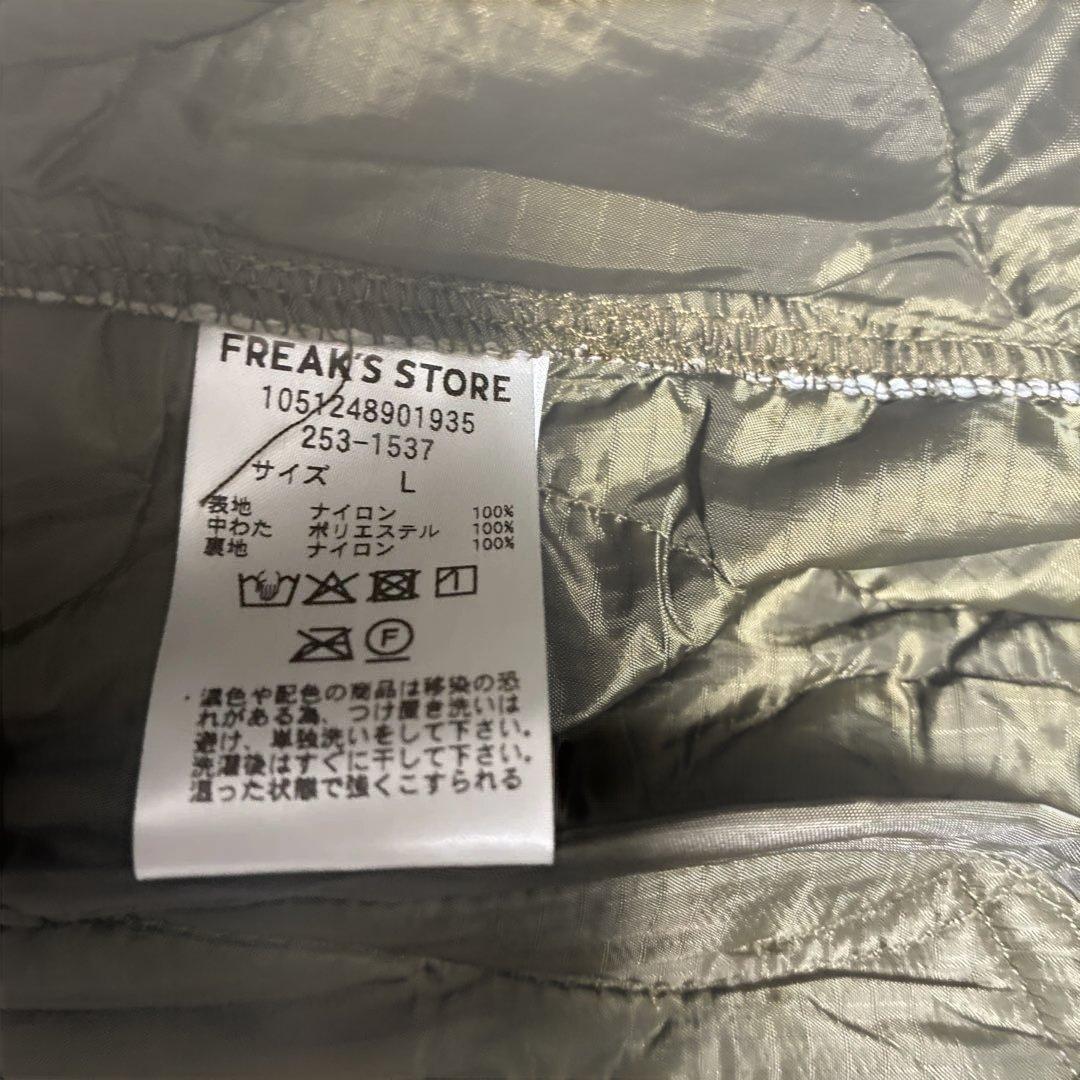 FREAK'S STORE
1051248901935
253-1537
サイズ L
表地 ナイロン 100%
中わた ポリエステル 100%
裏地 ナイロン 100%
F
・濃色や配色の商品は移染の恐
れがある為、つけ置き洗いは
避け、単独洗いをして下さい。
洗濯後はすぐに干して下さい。
湿った状態で強くこすられる